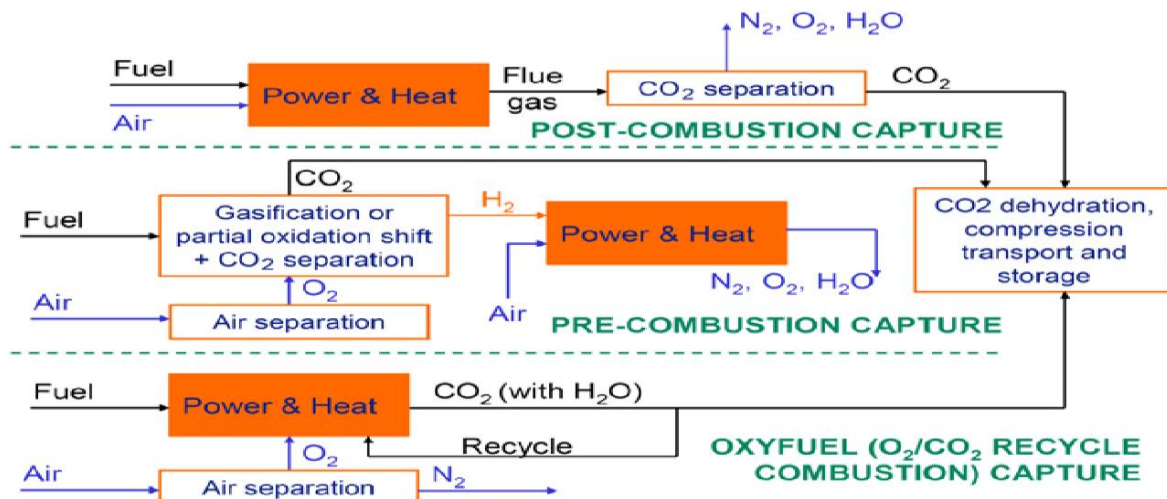 N₂, O₂, H₂O
Fuel
Power & Heat
Flue
gas
CO₂ separation
CO₂
Air
POST-COMBUSTION CAPTURE
CO₂
Fuel
Gasification or
partial oxidation shift
+ CO₂ separation
H₂
Power & Heat
CO2 dehydration,
compression
transport and
storage
O₂
N₂, O₂, H₂O
Air
Air separation
Air
PRE-COMBUSTION CAPTURE
Fuel
Power & Heat
CO₂ (with H₂O)
Recycle
O₂
OXYFUEL (O₂/CO₂ RECYCLE
COMBUSTION) CAPTURE
Air
Air separation
N₂